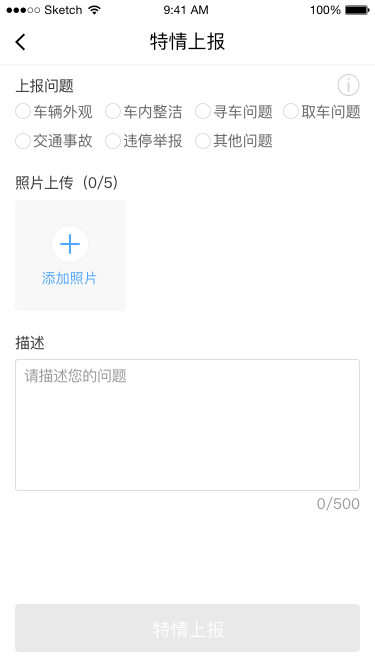 Sketch 9:41 AM 100%
特情上报
上报问题
车辆外观 车内整洁 寻车问题 取车问题
交通事故 违停举报 其他问题
照片上传（0/5）
添加照片
描述
请描述您的问题
0/500
特情上报